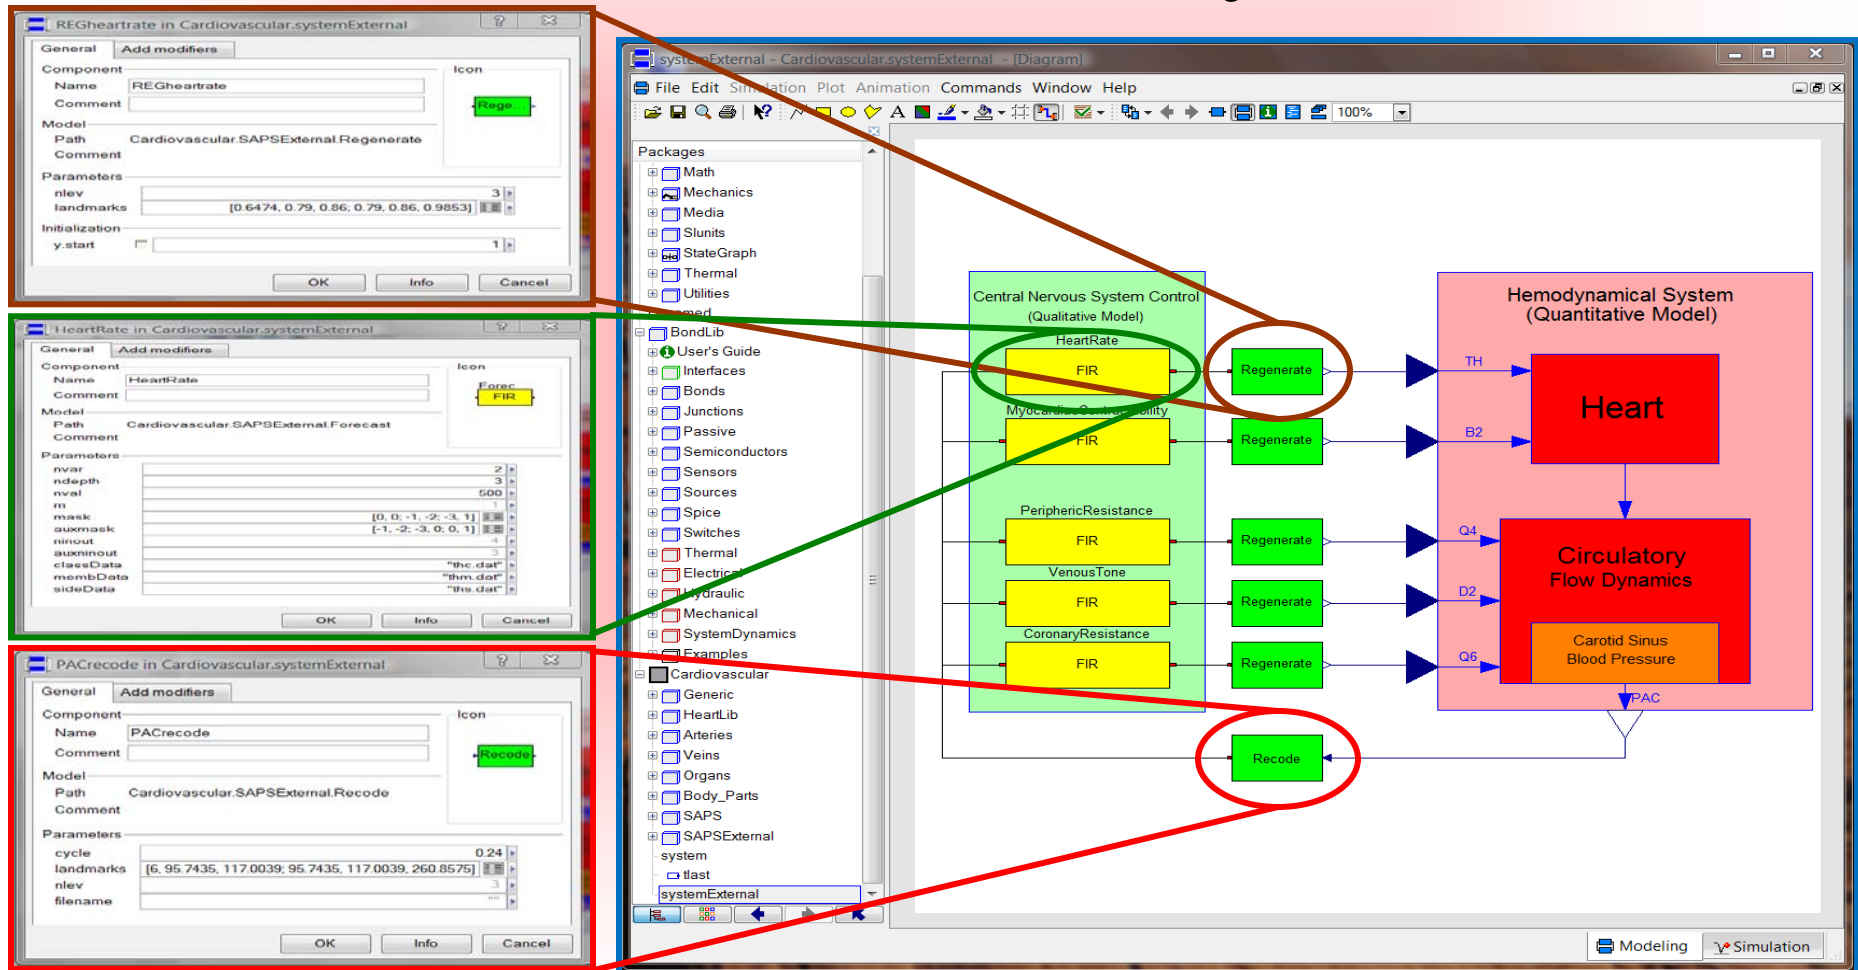 REGheartrate in Cardiovascular.systemExternal
General Add modifiers
Component
Icon
Name REGheartrate
Comment
Rege...
Model
Path Cardiovascular.SAPSExternal.Regenerate
Comment
Parameters
nlev 3
landmarks [0.6474, 0.79, 0.86; 0.79, 0.86, 0.9853]
Initialization
y.start 1
OK Info Cancel
HeartRate in Cardiovascular.systemExternal
General Add modifiers
Component
Icon
Name HeartRate
Comment
Forec
FIR
Model
Path Cardiovascular.SAPSExternal.Forecast
Comment
Parameters
nvar 2
ndepth 3
nval 500
m 1
mask [0, 0; -1, -2; -3, 1]
auxmask [-1, -2; -3, 0; 0, 1]
ninout 4
auxninout 3
classData "thc.dat"
membData "thm.dat"
sideData "ths.dat"
OK Info Cancel
PACrecode in Cardiovascular.systemExternal
General Add modifiers
Component
Icon
Name PACrecode
Comment
Recode
Model
Path Cardiovascular.SAPSExternal.Recode
Comment
Parameters
cycle 0.24
landmarks [6, 95.7435, 117.0039; 95.7435, 117.0039, 260.8575]
nlev 3
filename ""
OK Info Cancel
systemExternal - Cardiovascular.systemExternal - [Diagram]
File Edit Simulation Plot Animation Commands Window Help
100%
Packages
Math
Mechanics
Media
SIunits
StateGraph
Thermal
Utilities
BondLib
User's Guide
Interfaces
Bonds
Junctions
Passive
Semiconductors
Sensors
Sources
Spice
Switches
Thermal
Electrical
Hydraulic
Mechanical
SystemDynamics
Examples
Cardiovascular
Generic
HeartLib
Arteries
Veins
Organs
Body_Parts
SAPS
SAPSExternal
system
tlast
systemExternal
Central Nervous System Control
(Qualitative Model)
HeartRate
FIR
Regenerate
TH
MyocardiacContractibility
FIR
Regenerate
B2
PeriphericResistance
FIR
Regenerate
Q4
VenousTone
FIR
Regenerate
D2
CoronaryResistance
FIR
Regenerate
Q6
Recode
Hemodynamical System
(Quantitative Model)
Heart
Circulatory
Flow Dynamics
Carotid Sinus
Blood Pressure
PAC
Modeling Simulation